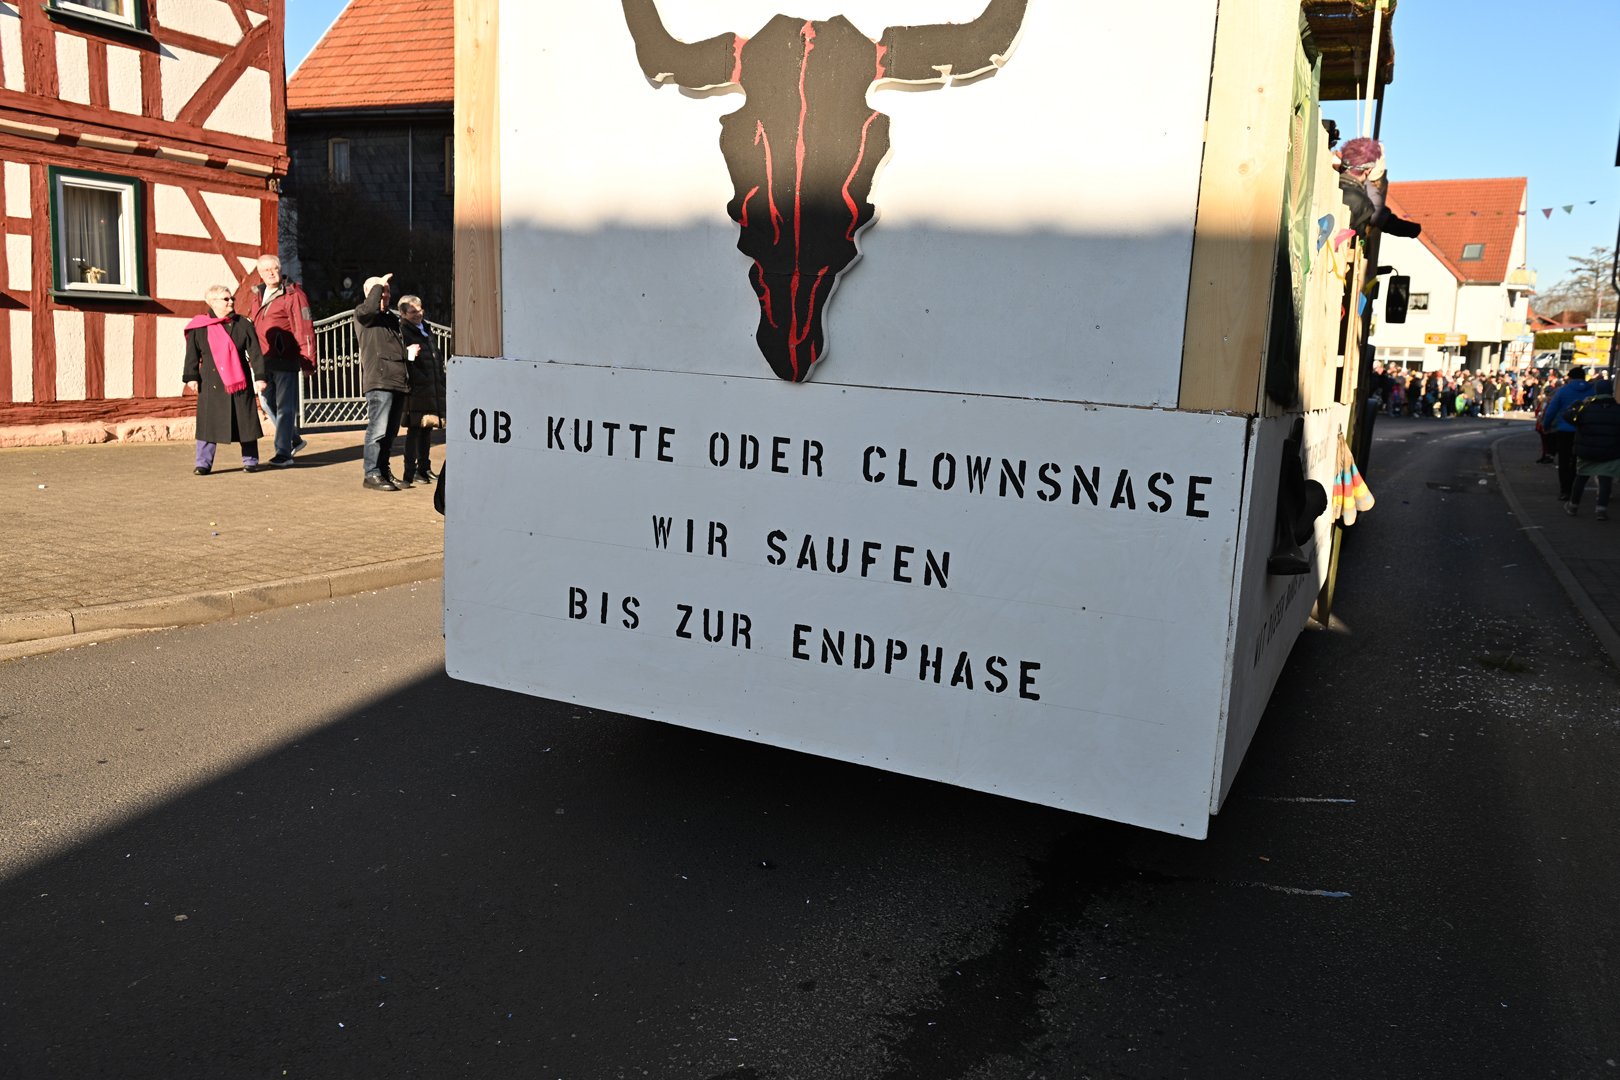 OB KUTTE ODER CLOWNSNASE
WIR SAUFEN
BIS ZUR ENDPHASE